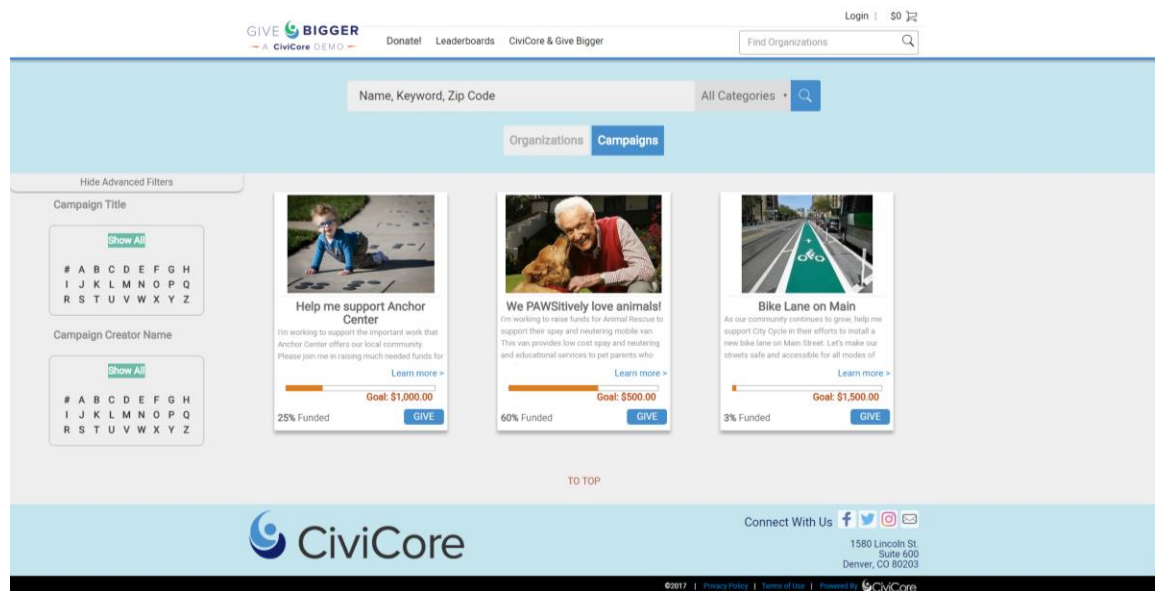 Login | $0
GIVE BIGGER
A CiviCore DEMO
Donate! Leaderboards CiviCore & Give Bigger
Find Organizations
Name, Keyword, Zip Code
All Categories
Organizations Campaigns
Hide Advanced Filters
Campaign Title
Show All
# A B C D E F G H
I J K L M N O P Q
R S T U V W X Y Z
Campaign Creator Name
Show All
# A B C D E F G H
I J K L M N O P Q
R S T U V W X Y Z
Help me support Anchor
Center
I'm working to support the important work that
Anchor Center offers our local community.
Please join me in raising much needed funds for
Learn more >
Goal: $1,000.00
25% Funded
GIVE
We PAWSitively love animals!
I'm working to raise funds for Animal Rescue to
support their spay and neutering mobile van.
This van provides low cost spay and neutering
and educational services to pet parents who
Learn more >
Goal: $500.00
60% Funded
GIVE
Bike Lane on Main
As our community continues to grow, help me
support City Cycle in their efforts to install a
new bike lane on Main Street. Let's make our
streets safe and accessible for all modes of
Learn more >
Goal: $1,500.00
3% Funded
GIVE
TO TOP
CiviCore
Connect With Us
1580 Lincoln St.
Suite 600
Denver, CO 80203
©2017 | Privacy Policy | Terms of Use | Powered By CiviCore